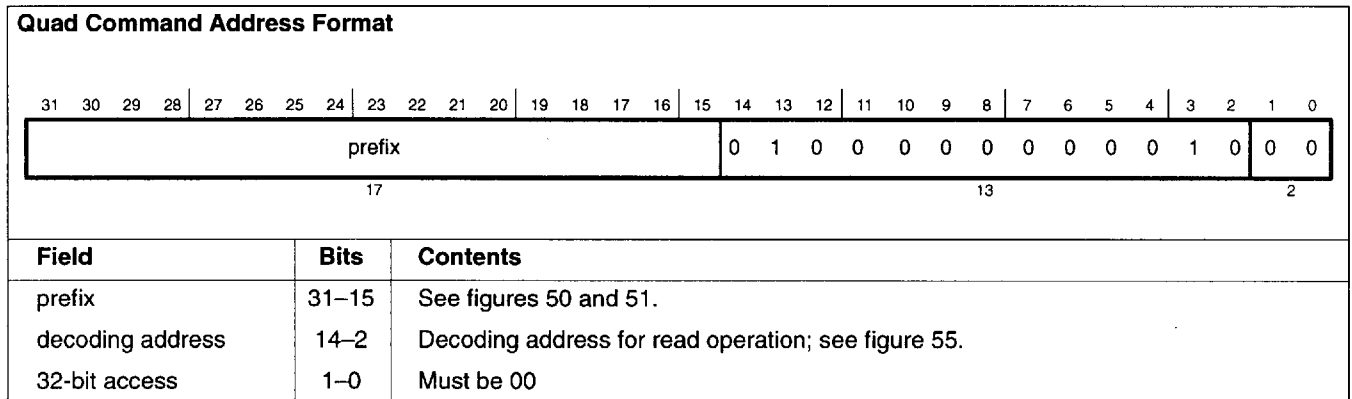 Quad Command Address Format
31 30 29 28 27 26 25 24 23 22 21 20 19 18 17 16 15 14 13 12 11 10 9 8 7 6 5 4 3 2 1 0
prefix 0 1 0 0 0 0 0 0 0 0 0 1 0 0 0
17 13 2
Field Bits Contents
prefix 31–15 See figures 50 and 51.
decoding address 14–2 Decoding address for read operation; see figure 55.
32-bit access 1–0 Must be 00